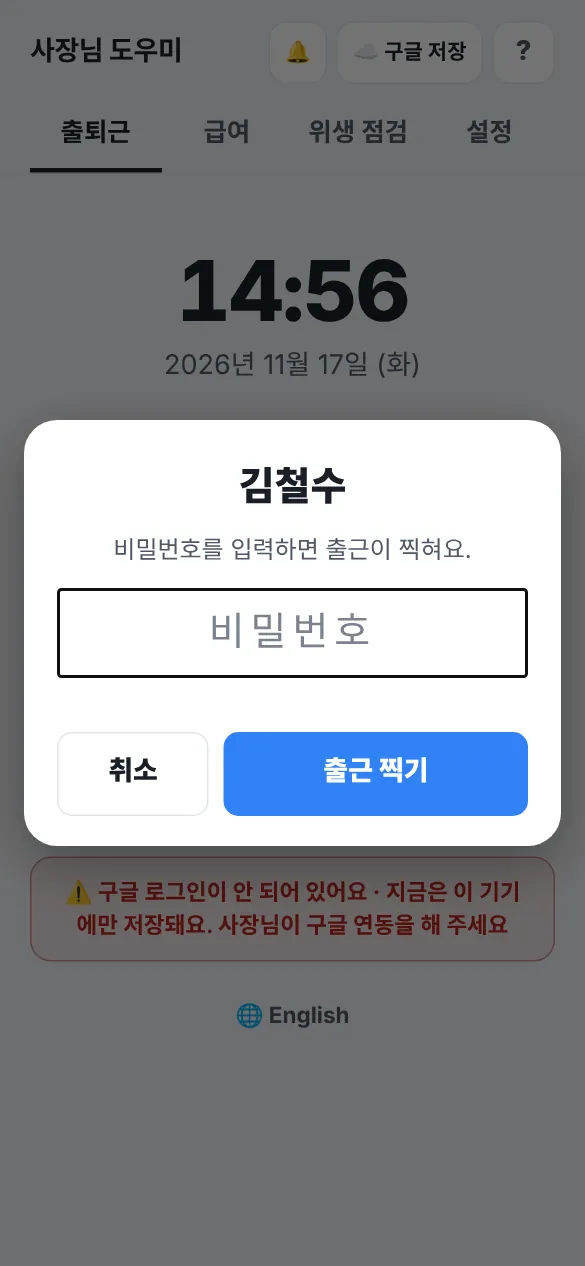 사장님 도우미
구글 저장
?
출퇴근 급여 위생 점검 설정
14:56
2026년 11월 17일 (화)
김철수
비밀번호를 입력하면 출근이 찍혀요.
비밀번호
취소 출근 찍기
구글 로그인이 안 되어 있어요 · 지금은 이 기기
에만 저장돼요. 사장님이 구글 연동을 해 주세요
English